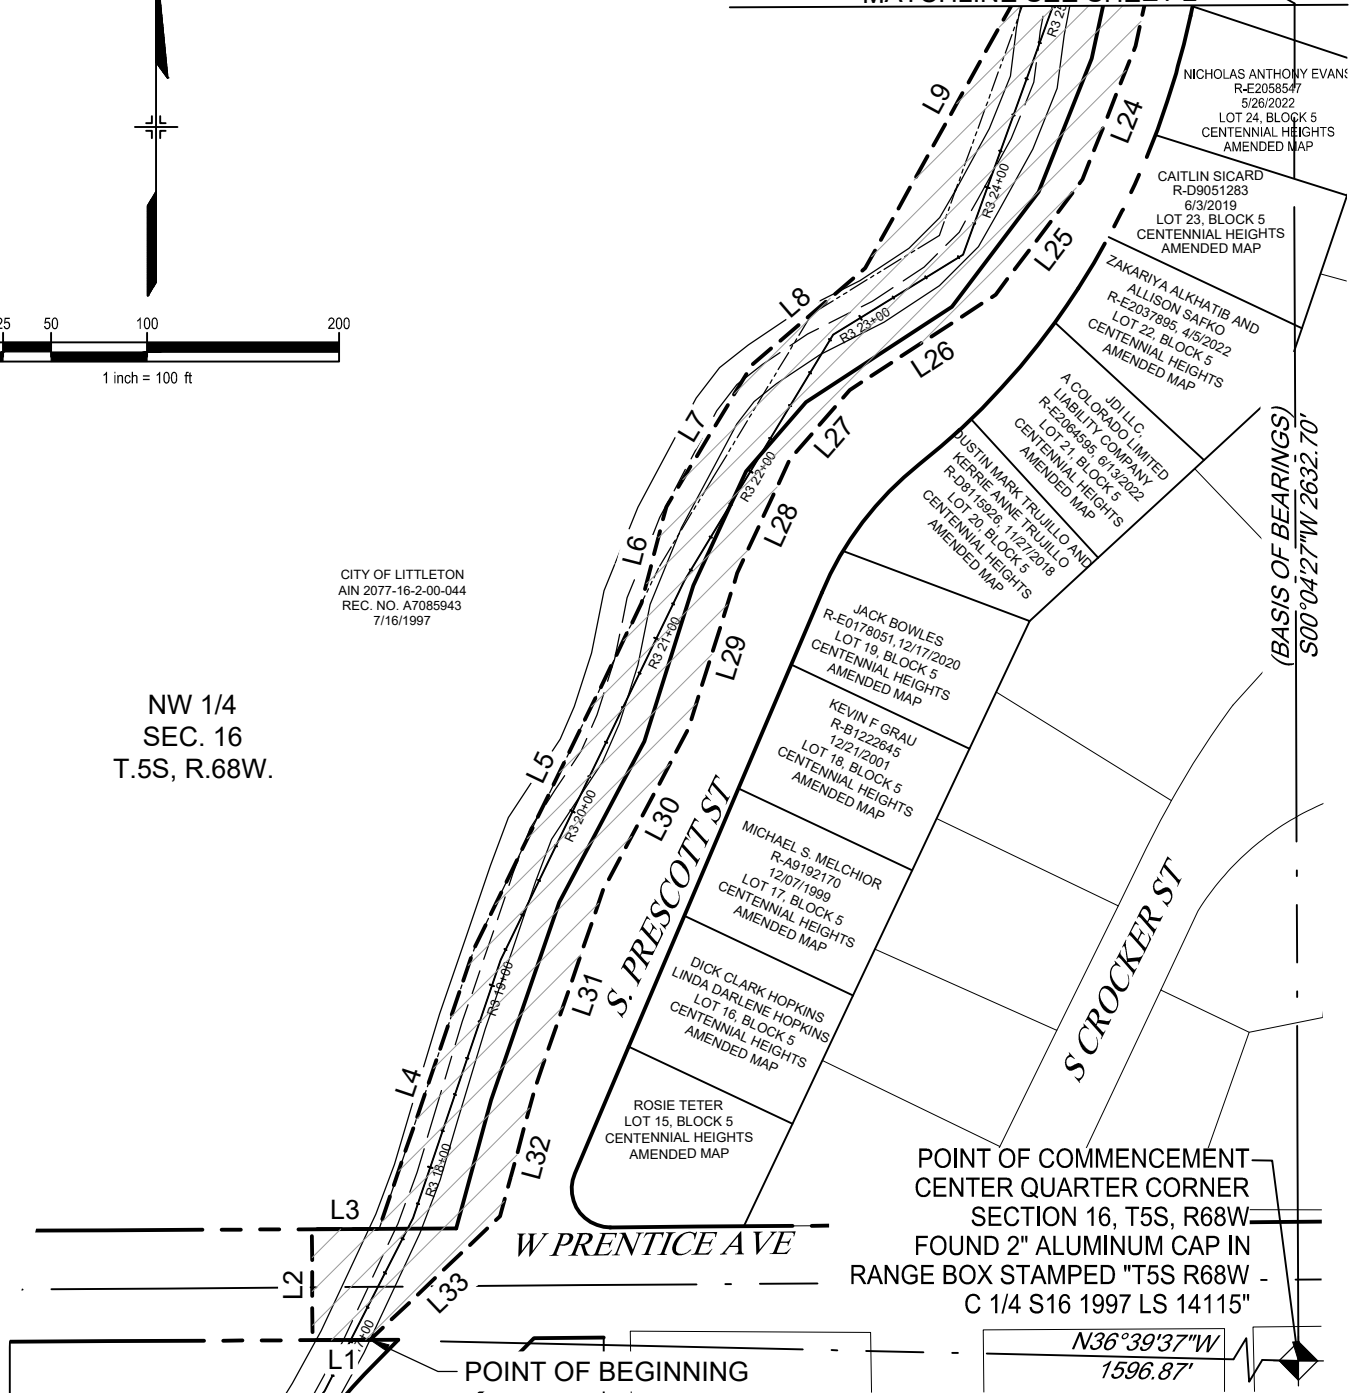 NICHOLAS ANTHONY EVANS
R-E2058547
5/26/2022
LOT 24, BLOCK 5
CENTENNIAL HEIGHTS
AMENDED MAP
CAITLIN SICARD
R-D9051283
6/3/2019
LOT 23, BLOCK 5
CENTENNIAL HEIGHTS
AMENDED MAP
ZAKARIYA ALKHATIB AND
ALLISON SAFKO
R-E2037895, 4/5/2022
LOT 22, BLOCK 5
CENTENNIAL HEIGHTS
AMENDED MAP
JDI LLC,
A COLORADO LIMITED
LIABILITY COMPANY
R-E2064595, 6/13/2022
LOT 21, BLOCK 5
CENTENNIAL HEIGHTS
AMENDED MAP
DUSTIN MARK TRUJILLO AND
KERRIE ANNE TRUJILLO
R-D8115926, 11/27/2018
LOT 20, BLOCK 5
CENTENNIAL HEIGHTS
AMENDED MAP
JACK BOWLES
R-E0178051,12/17/2020
LOT 19, BLOCK 5
CENTENNIAL HEIGHTS
AMENDED MAP
KEVIN F GRAU
R-B1222645
12/21/2001
LOT 18, BLOCK 5
CENTENNIAL HEIGHTS
AMENDED MAP
MICHAEL S. MELCHIOR
R-A9192170
12/07/1999
LOT 17, BLOCK 5
CENTENNIAL HEIGHTS
AMENDED MAP
DICK CLARK HOPKINS
LINDA DARLENE HOPKINS
LOT 16, BLOCK 5
CENTENNIAL HEIGHTS
AMENDED MAP
ROSIE TETER
LOT 15, BLOCK 5
CENTENNIAL HEIGHTS
AMENDED MAP
25 50 100 200
1 inch = 100 ft
CITY OF LITTLETON
AIN 2077-16-2-00-044
REC. NO. A7085943
7/16/1997
NW 1/4
SEC. 16
T.5S, R.68W.
L9
L8
L7
L6
L5
L4
L3
L2
L1
L24
L25
L26
L27
L28
L29
L30
L31
L32
L33
R3 25
R3 24+00
R3 23+00
R3 22+00
R3 21+00
R3 20+00
R3 19+00
R3 18+00
S. PRESCOTT ST
S CROCKER ST
W PRENTICE AVE
(BASIS OF BEARINGS)
S00°04'27"W 2632.70'
POINT OF COMMENCEMENT
CENTER QUARTER CORNER
SECTION 16, T5S, R68W
FOUND 2" ALUMINUM CAP IN
RANGE BOX STAMPED "T5S R68W
C 1/4 S16 1997 LS 14115"
N36°39'37"W
1596.87'
POINT OF BEGINNING